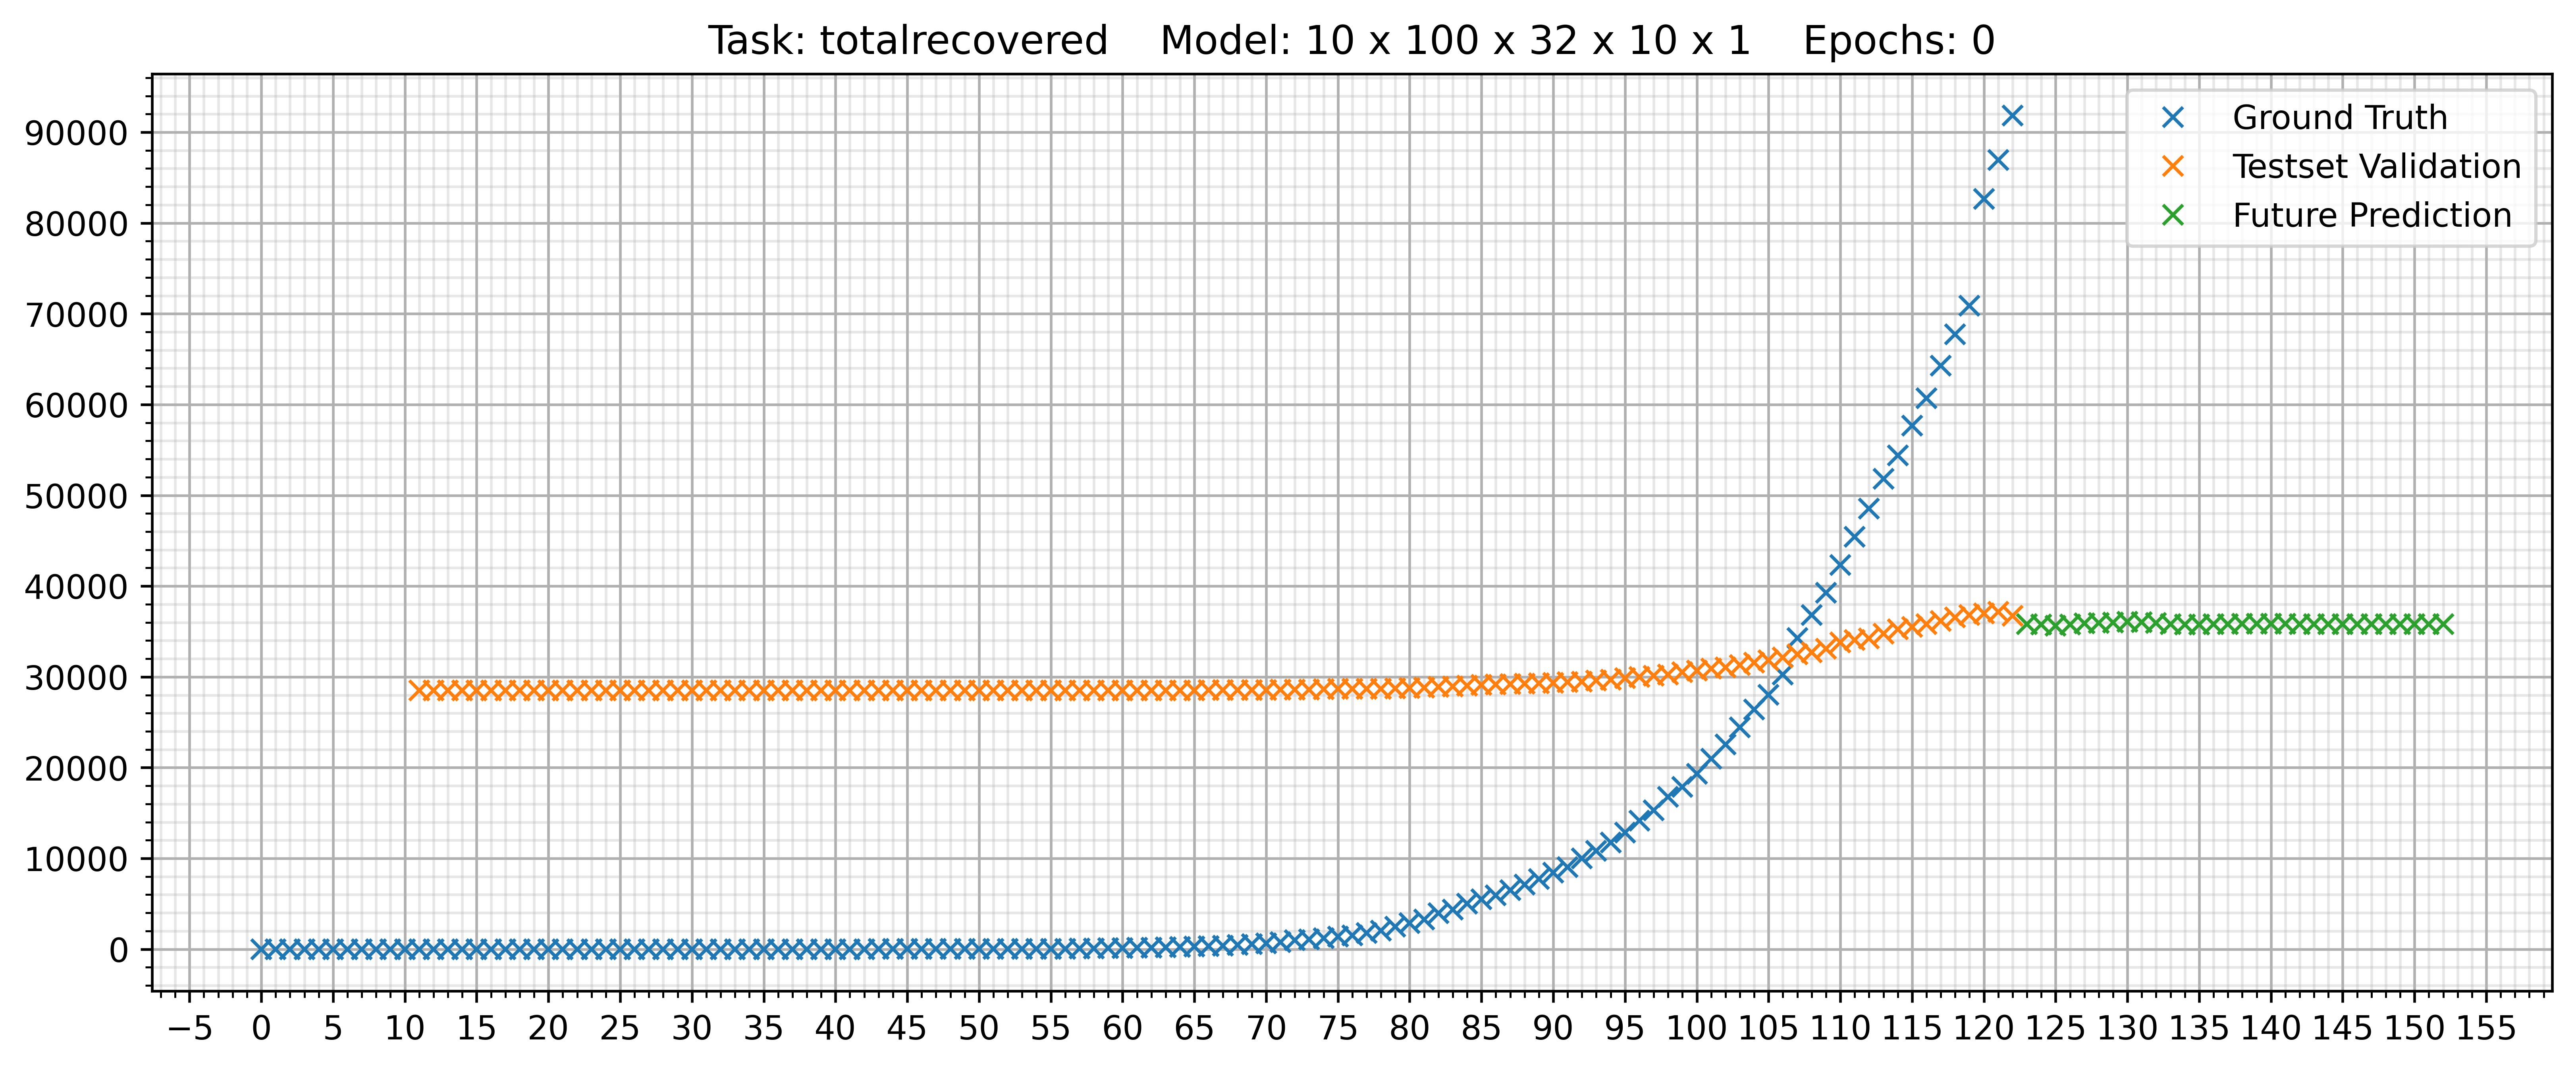 Task: totalrecovered    Model: 10 x 100 x 32 x 10 x 1    Epochs: 0
90000
80000
70000
60000
50000
40000
30000
20000
10000
0
Ground Truth
Testset Validation
Future Prediction
−5 0 5 10 15 20 25 30 35 40 45 50 55 60 65 70 75 80 85 90 95 100 105 110 115 120 125 130 135 140 145 150 155